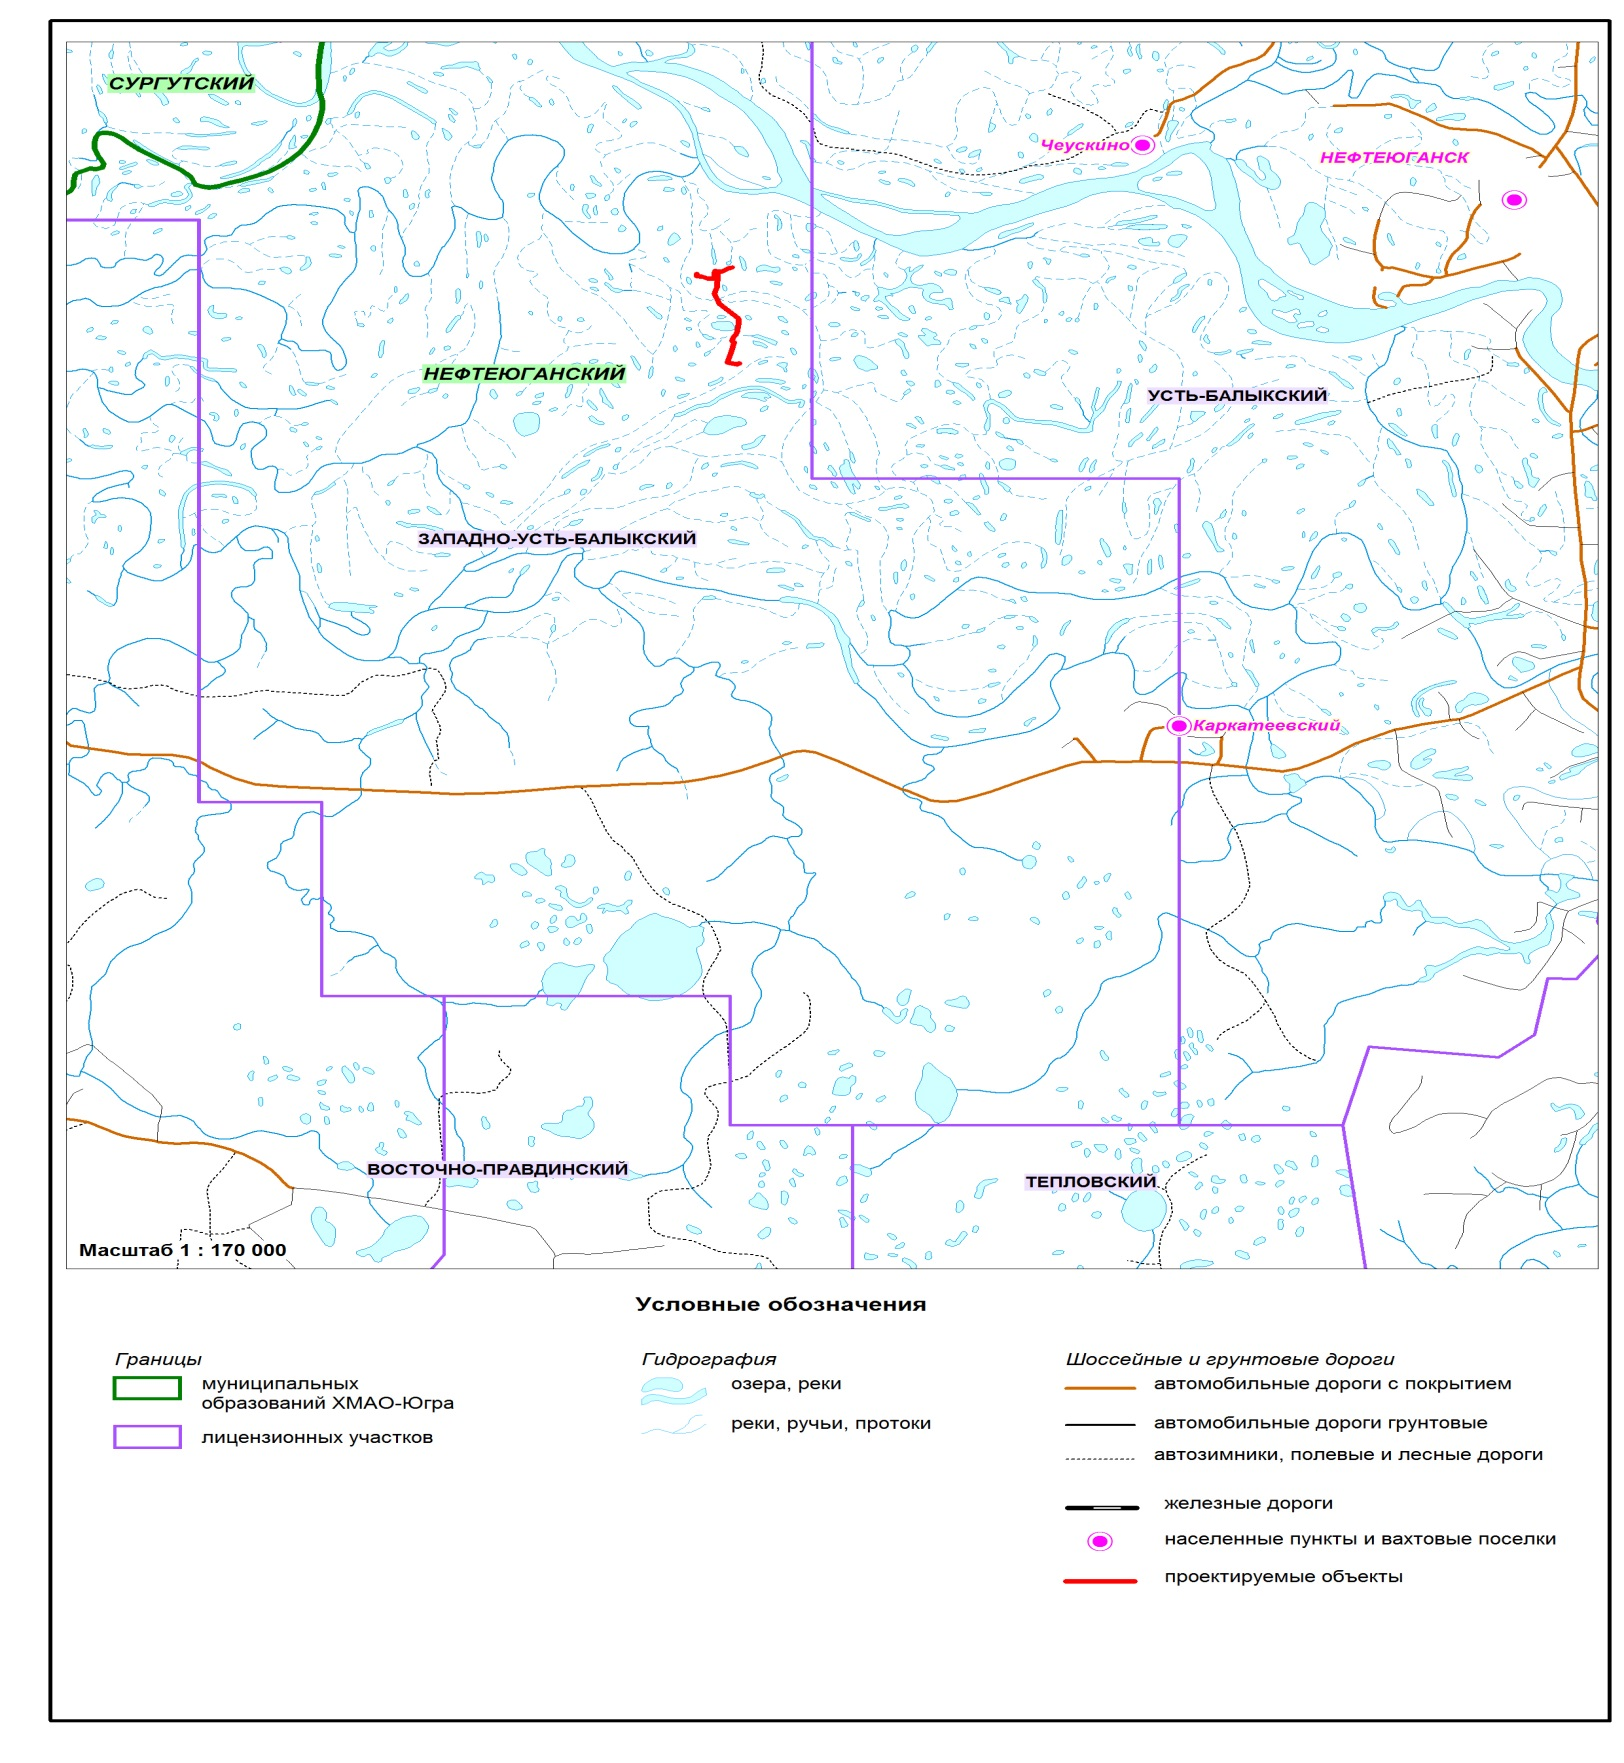 СУРГУТСКИЙ
Чеускино
НЕФТЕЮГАНСК
НЕФТЕЮГАНСКИЙ
УСТЬ-БАЛЫКСКИЙ
ЗАПАДНО-УСТЬ-БАЛЫКСКИЙ
Каркатеевский
ВОСТОЧНО-ПРАВДИНСКИЙ
ТЕПЛОВСКИЙ
Масштаб 1 : 170 000
Условные обозначения
Границы
муниципальных
образований ХМАО-Югра
лицензионных участков
Гидрография
озера, реки
реки, ручьи, протоки
Шоссейные и грунтовые дороги
автомобильные дороги с покрытием
автомобильные дороги грунтовые
автозимники, полевые и лесные дороги
железные дороги
населенные пункты и вахтовые поселки
проектируемые объекты